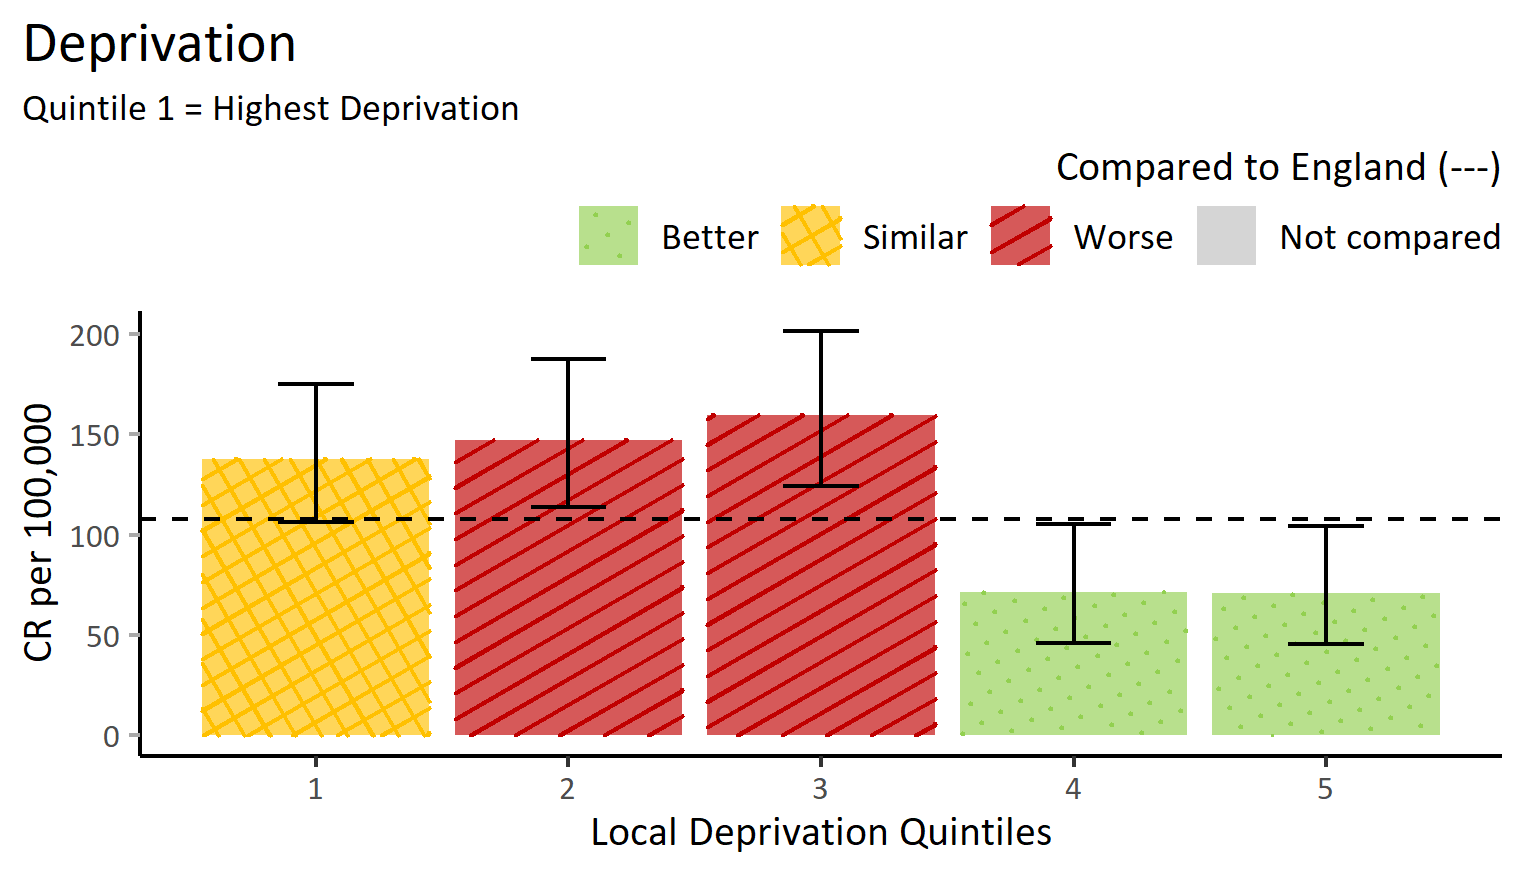 Deprivation
Quintile 1 = Highest Deprivation
Compared to England (---)
Better Similar Worse Not compared
200
150
100
50
0
CR per 100,000
1 2 3 4 5
Local Deprivation Quintiles